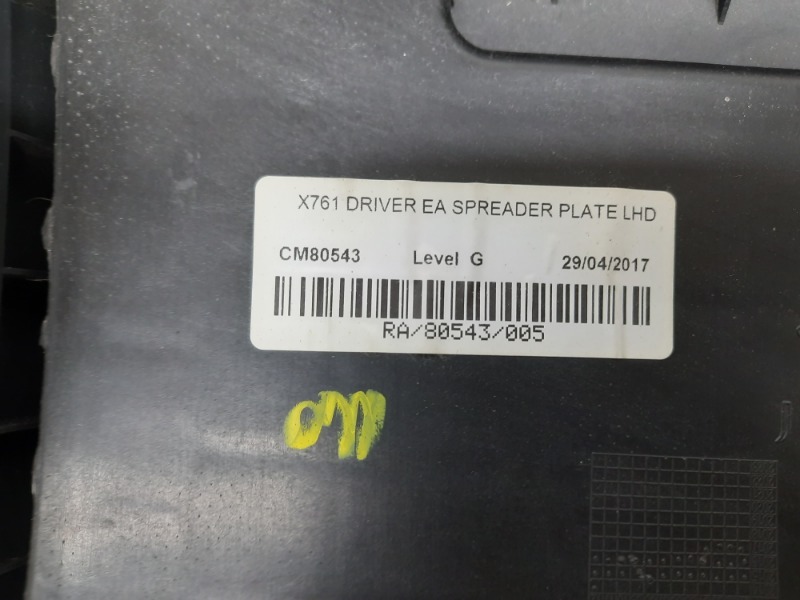 X761 DRIVER EA SPREADER PLATE LHD
CM80543 Level G 29/04/2017
RA/80543/005